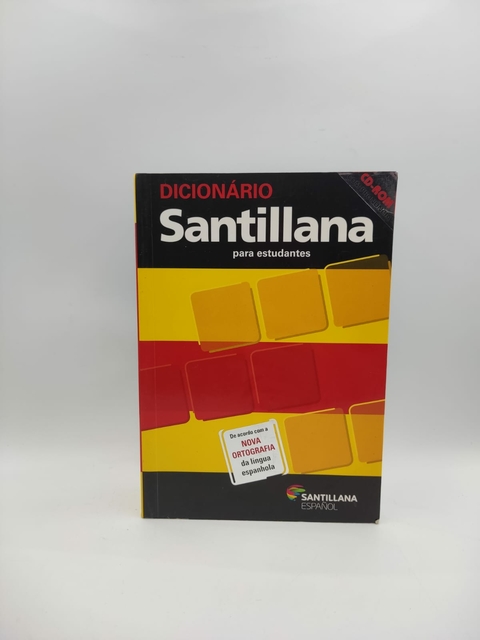 DICIONÁRIO
CD-ROM
Santillana
para estudantes
De acordo com a
NOVA
ORTOGRAFIA
da língua
espanhola
SANTILLANA
ESPAÑOL